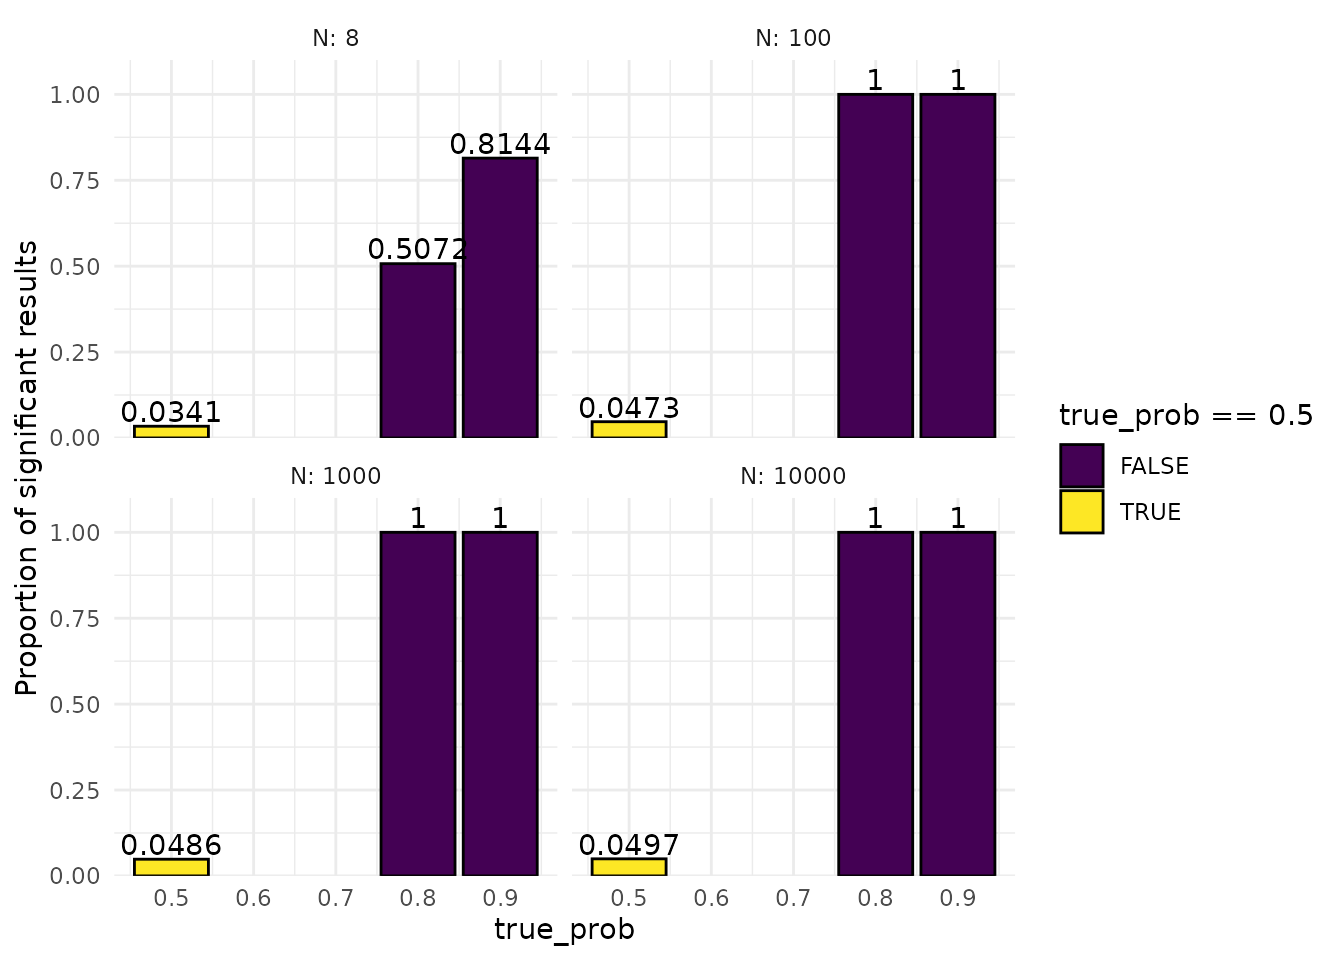 N: 8
N: 100
1.00
0.75
0.50
0.25
0.00
0.0341
0.5072
0.8144
0.0473
1
1
N: 1000
N: 10000
1.00
0.75
0.50
0.25
0.00
0.0486
1
1
0.0497
1
1
0.5 0.6 0.7 0.8 0.9
0.5 0.6 0.7 0.8 0.9
true_prob
Proportion of significant results
true_prob == 0.5
FALSE
TRUE